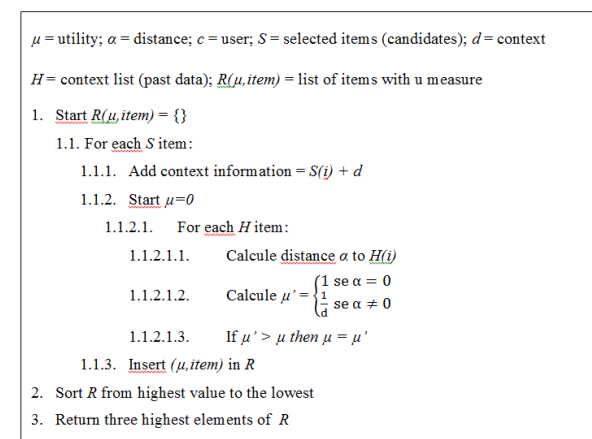 μ = utility; α = distance; c = user; S = selected items (candidates); d = context
H = context list (past data); R(u,item) = list of items with u measure
1. Start R(μ,item) = {}
1.1. For each S item:
1.1.1. Add context information = S(i) + d
1.1.2. Start μ=0
1.1.2.1. For each H item:
1.1.2.1.1. Calcule distance α to H(i)
1.1.2.1.2. Calcule μ' = { 1 se α = 0
1/d se α ≠ 0
1.1.2.1.3. If μ' > μ then μ = μ'
1.1.3. Insert (μ,item) in R
2. Sort R from highest value to the lowest
3. Return three highest elements of R